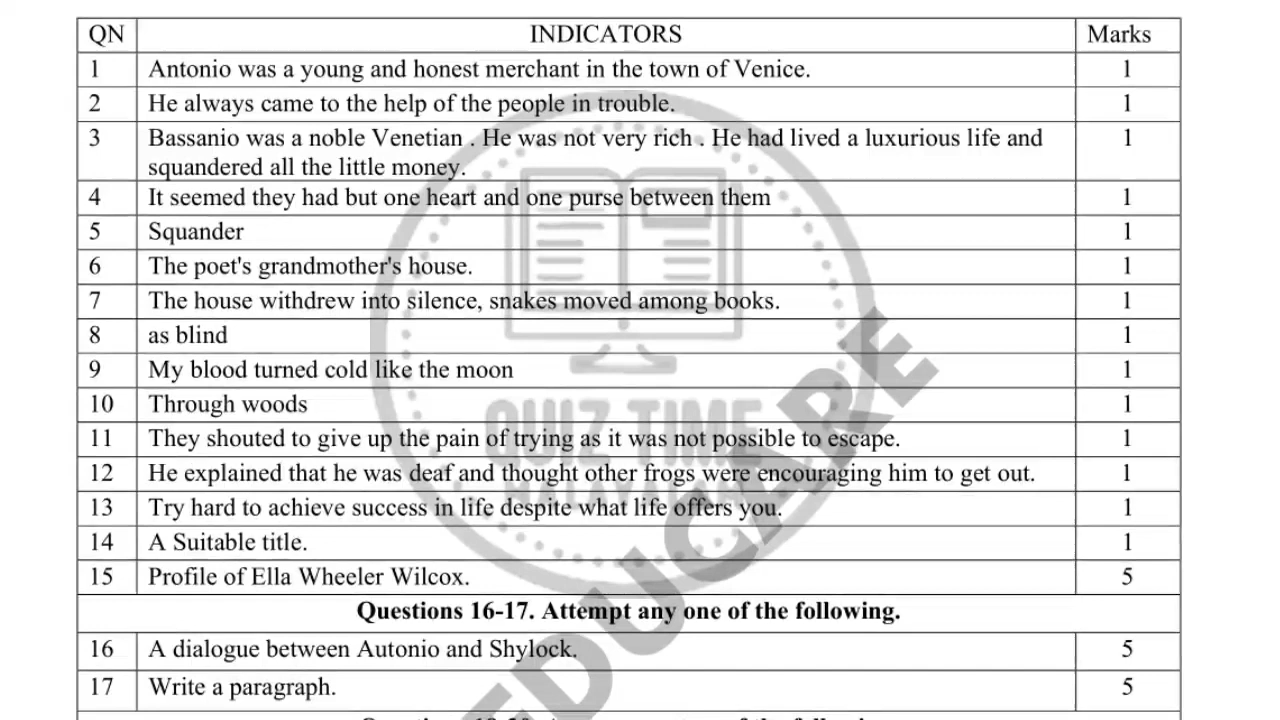 QN INDICATORS Marks
1 Antonio was a young and honest merchant in the town of Venice. 1
2 He always came to the help of the people in trouble. 1
3 Bassanio was a noble Venetian . He was not very rich . He had lived a luxurious life and 1
squandered all the little money.
4 It seemed they had but one heart and one purse between them 1
5 Squander 1
6 The poet's grandmother's house. 1
7 The house withdrew into silence, snakes moved among books. 1
8 as blind 1
9 My blood turned cold like the moon 1
10 Through woods 1
11 They shouted to give up the pain of trying as it was not possible to escape. 1
12 He explained that he was deaf and thought other frogs were encouraging him to get out. 1
13 Try hard to achieve success in life despite what life offers you. 1
14 A Suitable title. 1
15 Profile of Ella Wheeler Wilcox. 5
Questions 16-17. Attempt any one of the following.
16 A dialogue between Autonio and Shylock. 5
17 Write a paragraph. 5
QUIZ TIME
EDUCARE